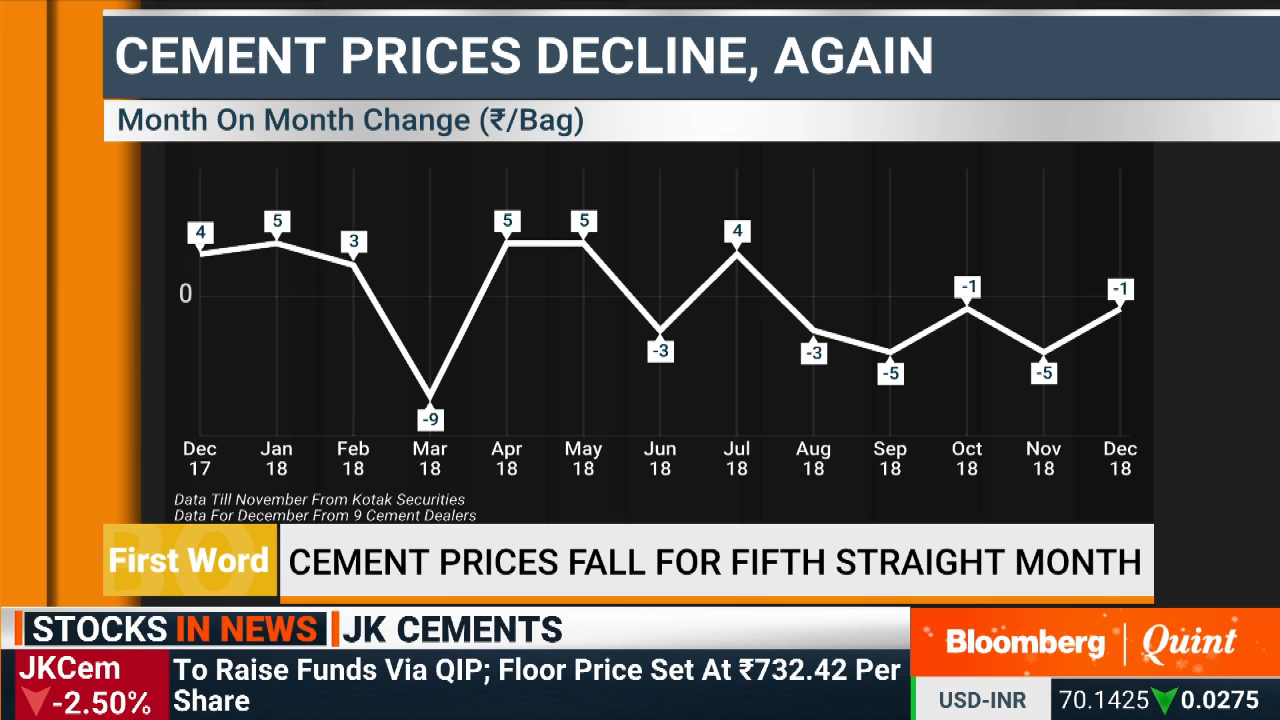 CEMENT PRICES DECLINE, AGAIN
Month On Month Change (₹/Bag)
4
5
3
-9
5
5
-3
4
-3
-5
-1
-5
-1
0
Dec Jan Feb Mar Apr May Jun Jul Aug Sep Oct Nov Dec
17 18 18 18 18 18 18 18 18 18 18 18 18
Data Till November From Kotak Securities
Data For December From 9 Cement Dealers
First Word
CEMENT PRICES FALL FOR FIFTH STRAIGHT MONTH
STOCKS IN NEWS JK CEMENTS
JKCem
-2.50%
To Raise Funds Via QIP; Floor Price Set At ₹732.42 Per
Share
Bloomberg | Quint
USD-INR 70.1425 0.0275